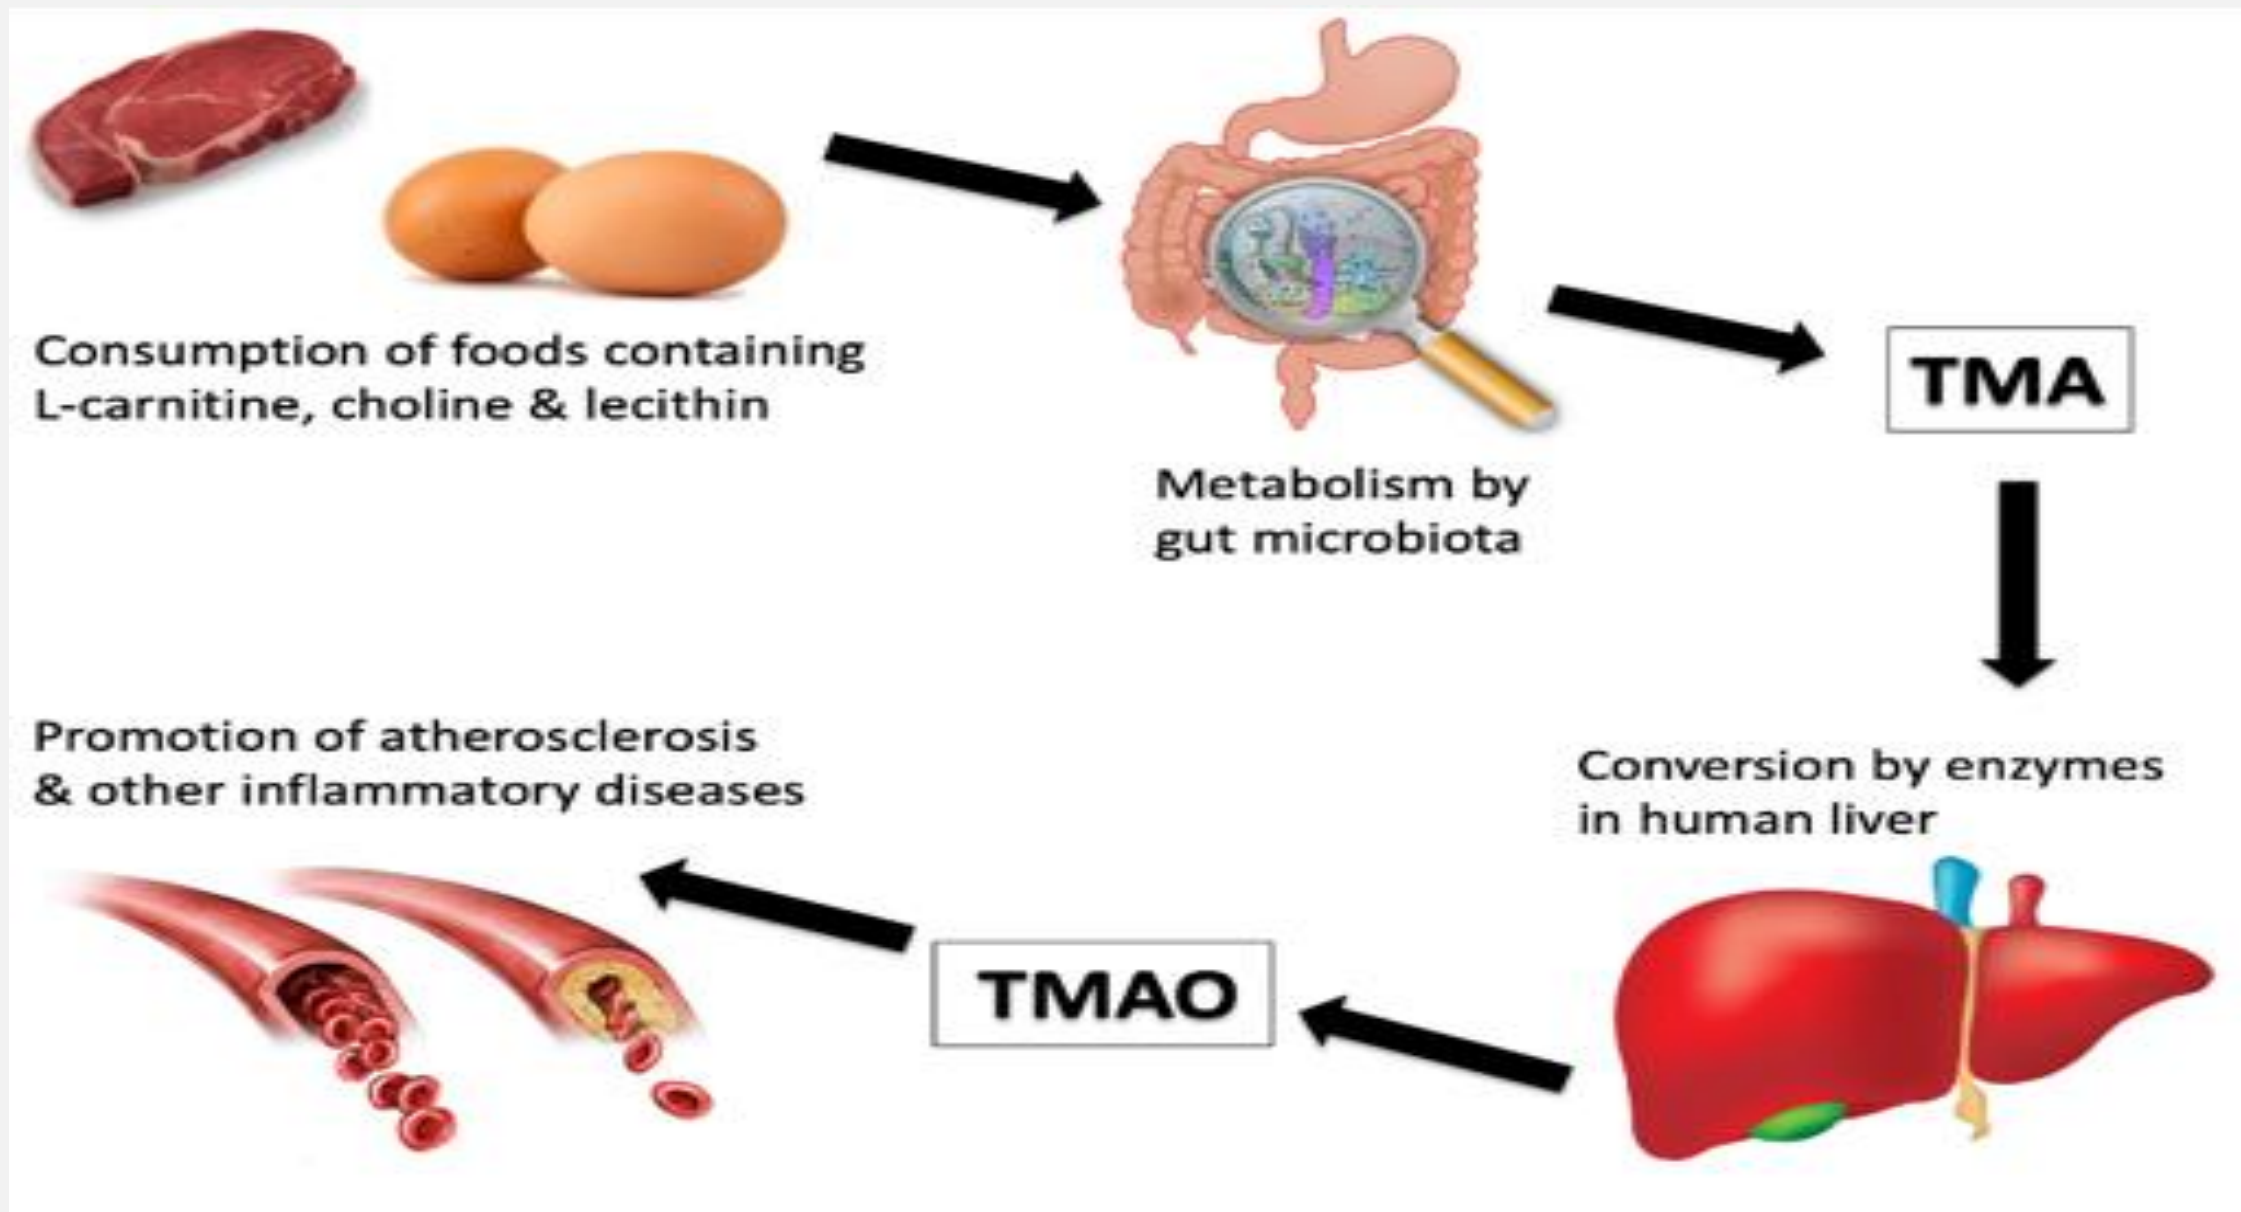 Consumption of foods containing
L-carnitine, choline & lecithin
Metabolism by
gut microbiota
TMA
Conversion by enzymes
in human liver
TMAO
Promotion of atherosclerosis
& other inflammatory diseases